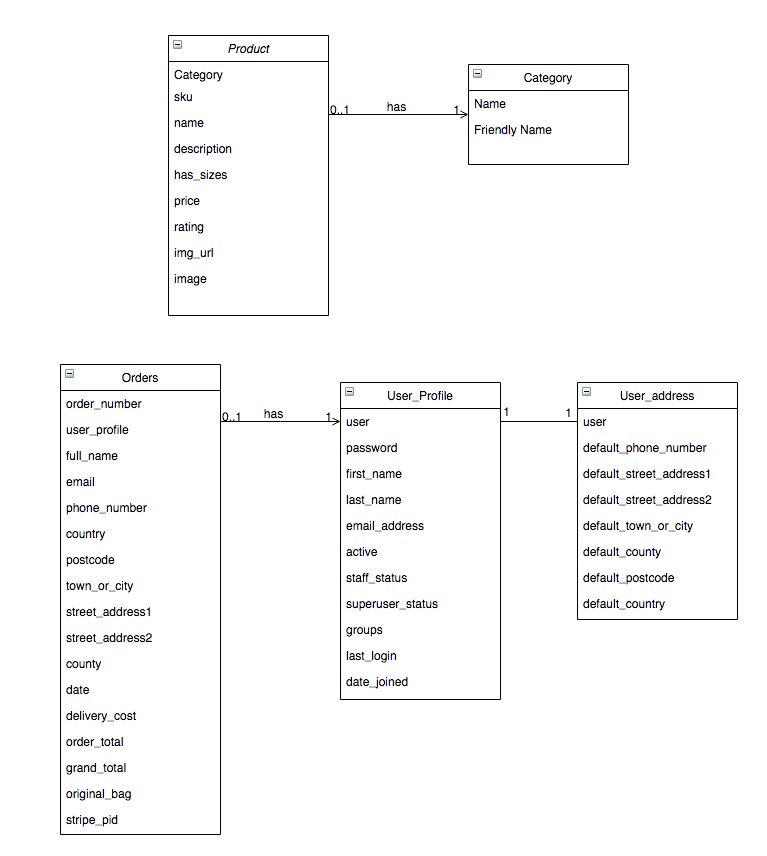 Product
Category
sku
name
description
has_sizes
price
rating
img_url
image
0..1 has 1
Category
Name
Friendly Name
Orders
order_number
user_profile
full_name
email
phone_number
country
postcode
town_or_city
street_address1
street_address2
county
date
delivery_cost
order_total
grand_total
original_bag
stripe_pid
0..1 has 1
User_Profile
user
password
first_name
last_name
email_address
active
staff_status
superuser_status
groups
last_login
date_joined
1 1
User_address
user
default_phone_number
default_street_address1
default_street_address2
default_town_or_city
default_county
default_postcode
default_country